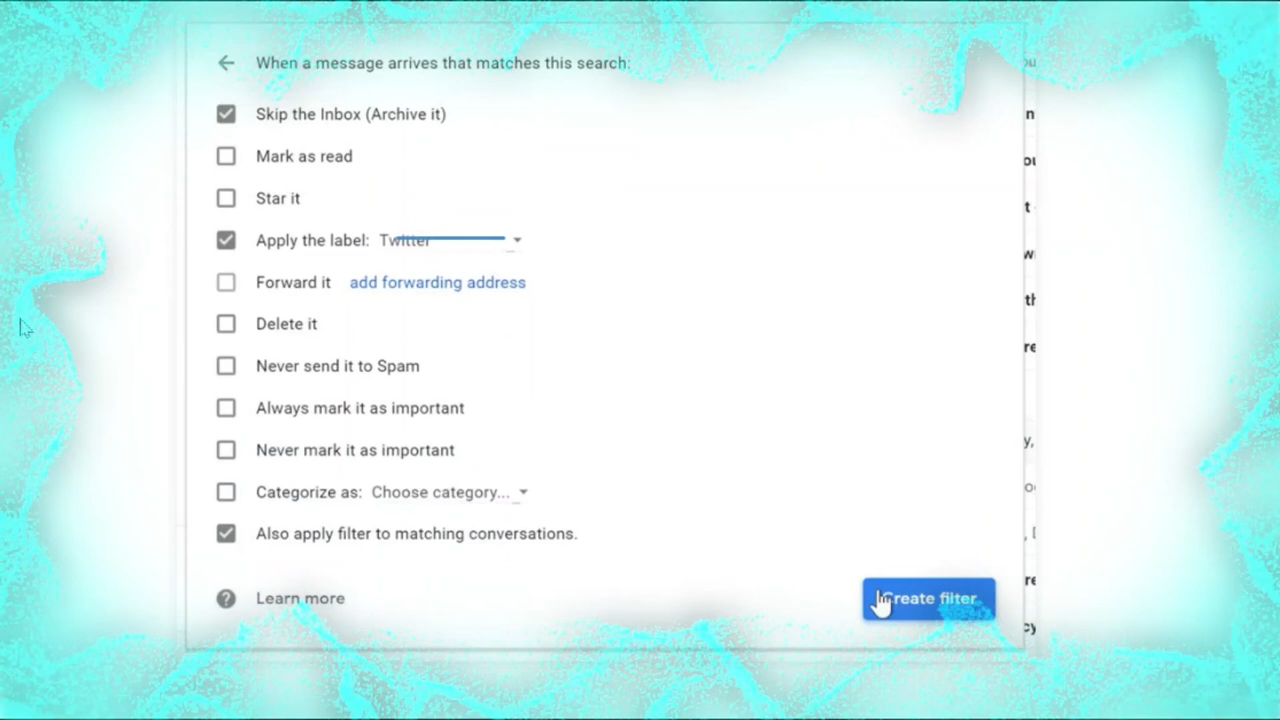 When a message arrives that matches this search:
Skip the Inbox (Archive it)
Mark as read
Star it
Apply the label: Twitter
Forward it add forwarding address
Delete it
Never send it to Spam
Always mark it as important
Never mark it as important
Categorize as: Choose category...
Also apply filter to matching conversations.
Learn more
Create filter